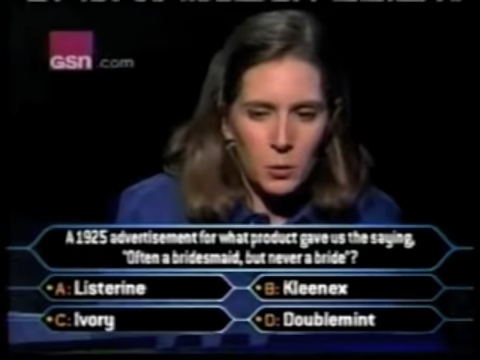 GSN.com
A 1925 advertisement for what product gave us the saying,
"Often a bridesmaid, but never a bride"?
A: Listerine
B: Kleenex
C: Ivory
D: Doublemint